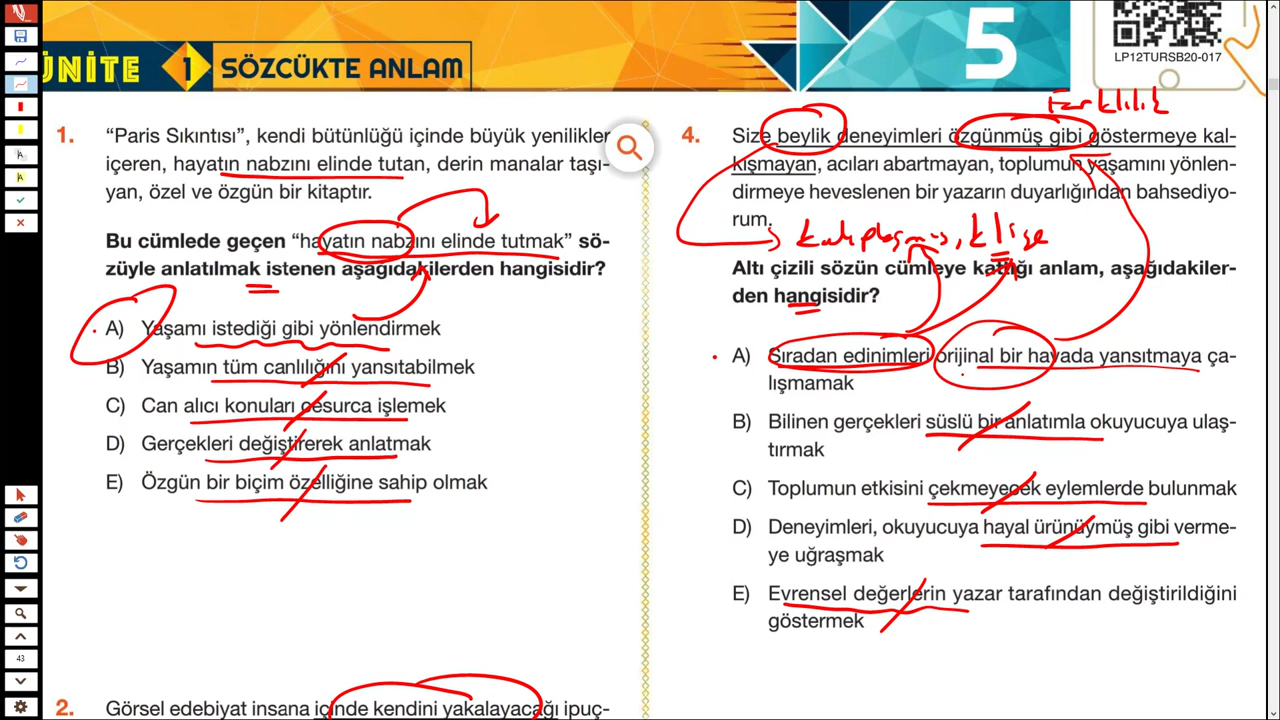 ÜNİTE 1 SÖZCÜKTE ANLAM
5
LP12TURSB20-017
1. "Paris Sıkıntısı", kendi bütünlüğü içinde büyük yenilikler
içeren, hayatın nabzını elinde tutan, derin manalar taşı-
yan, özel ve özgün bir kitaptır.
Bu cümlede geçen "hayatın nabzını elinde tutmak" sö-
züyle anlatılmak istenen aşağıdakilerden hangisidir?
A) Yaşamı istediği gibi yönlendirmek
B) Yaşamın tüm canlılığını yansıtabilmek
C) Can alıcı konuları cesurca işlemek
D) Gerçekleri değiştirerek anlatmak
E) Özgün bir biçim özelliğine sahip olmak
2. Görsel edebiyat insana içinde kendini yakalayacağı ipuç-
Farklılık
4. Size beylik deneyimleri özgünmüş gibi göstermeye kal-
kışmayan, acıları abartmayan, toplumun yaşamını yönlen-
dirmeye heveslenen bir yazarın duyarlığından bahsediyo-
rum.
kalıplaşmış, klişe
Altı çizili sözün cümleye kattığı anlam, aşağıdakiler-
den hangisidir?
A) Sıradan edinimleri orijinal bir havada yansıtmaya ça-
lışmamak
B) Bilinen gerçekleri süslü bir anlatımla okuyucuya ulaş-
tırmak
C) Toplumun etkisini çekmeyecek eylemlerde bulunmak
D) Deneyimleri, okuyucuya hayal ürünüymüş gibi verme-
ye uğraşmak
E) Evrensel değerlerin yazar tarafından değiştirildiğini
göstermek
43